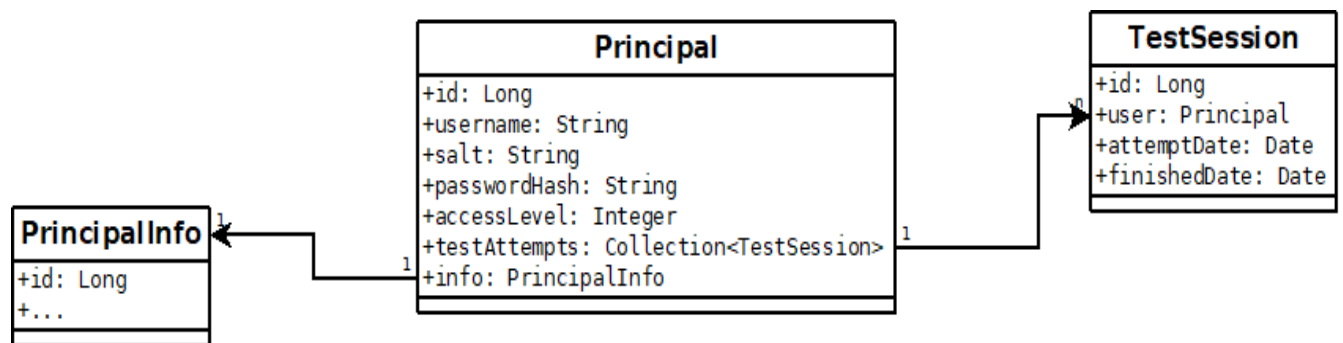 PrincipalInfo
+id: Long
+...
1
1
Principal
+id: Long
+username: String
+salt: String
+passwordHash: String
+accessLevel: Integer
+testAttempts: Collection<TestSession>
+info: PrincipalInfo
1
n
TestSession
+id: Long
+user: Principal
+attemptDate: Date
+finishedDate: Date